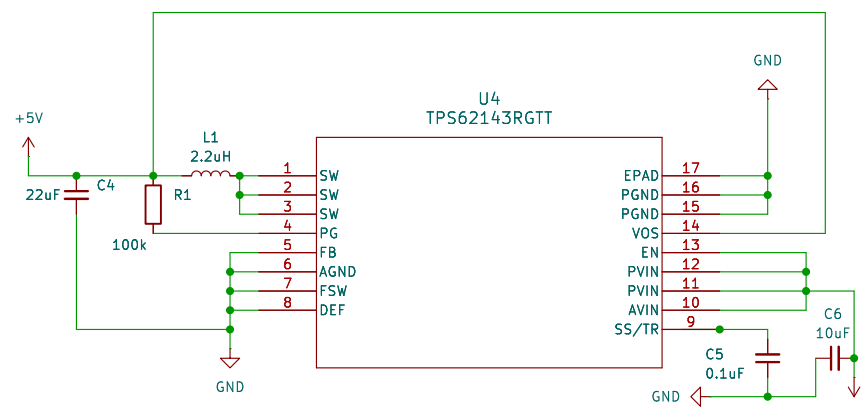 GND
U4
TPS62143RGTT
+5V
L1
2.2uH
22uF
C4
R1
100k
1 SW
2 SW
3 SW
4 PG
5 FB
6 AGND
7 FSW
8 DEF
EPAD 17
PGND 16
PGND 15
VOS 14
EN 13
PVIN 12
PVIN 11
AVIN 10
SS/TR 9
C6
10uF
C5
0.1uF
GND
GND